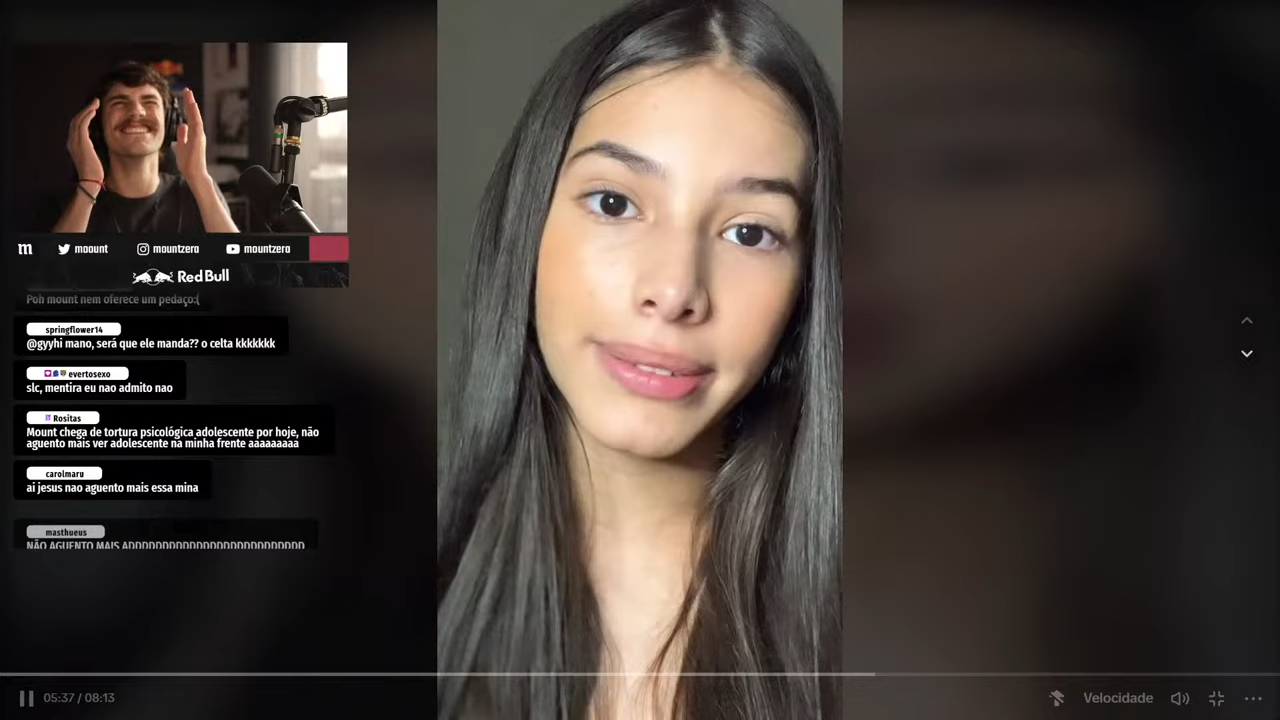 m
moount
mountzera
mountzera
Red Bull
Poh mount nem oferece um pedaço:(
springflower14
@gyyhi mano, será que ele manda?? o celta kkkkkkk
evertosexo
slc, mentira eu nao admito nao
Rositas
Mount chega de tortura psicológica adolescente por hoje, não
aguento mais ver adolescente na minha frente aaaaaaaaa
carolmaru
ai jesus nao aguento mais essa mina
masthueus
NÃO AGUENTO MAIS ADDDDDDDDDDDDDDDDDDDDDDDDDD
05:37 / 08:13
Velocidade